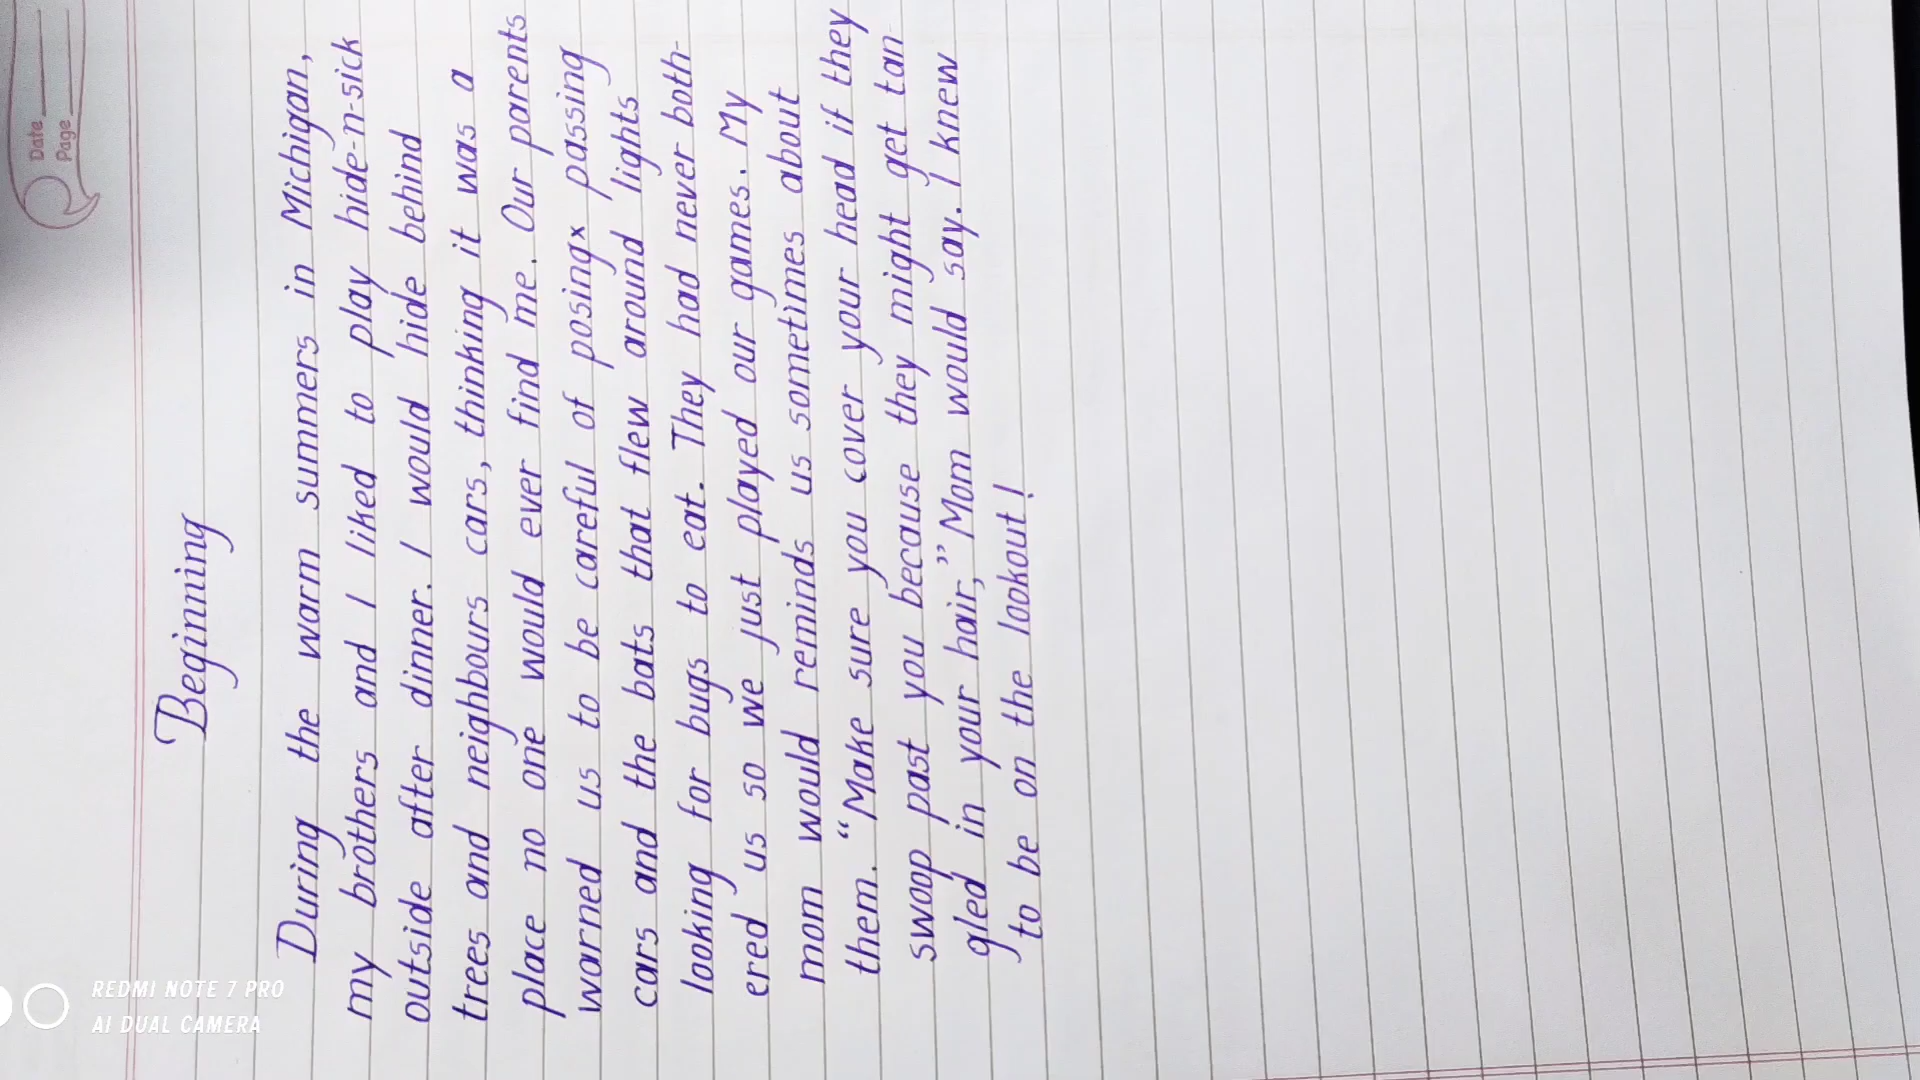 Date
Page
Beginning
During the warm summers in Michigan,
my brothers and I liked to play hide-n-sick
outside after dinner. I would hide behind
trees and neighbours cars, thinking it was a
place no one would ever find me. Our parents
warned us to be careful of posing× passing
cars and the bats that flew around lights
looking for bugs to eat. They had never both-
ered us so we just played our games. My
mom would reminds us sometimes about
them. “Make sure you cover your head if they
swoop past you because they might get tan-
gled in your hair,” Mom would say. I knew
to be on the lookout!
REDMI NOTE 7 PRO
AI DUAL CAMERA